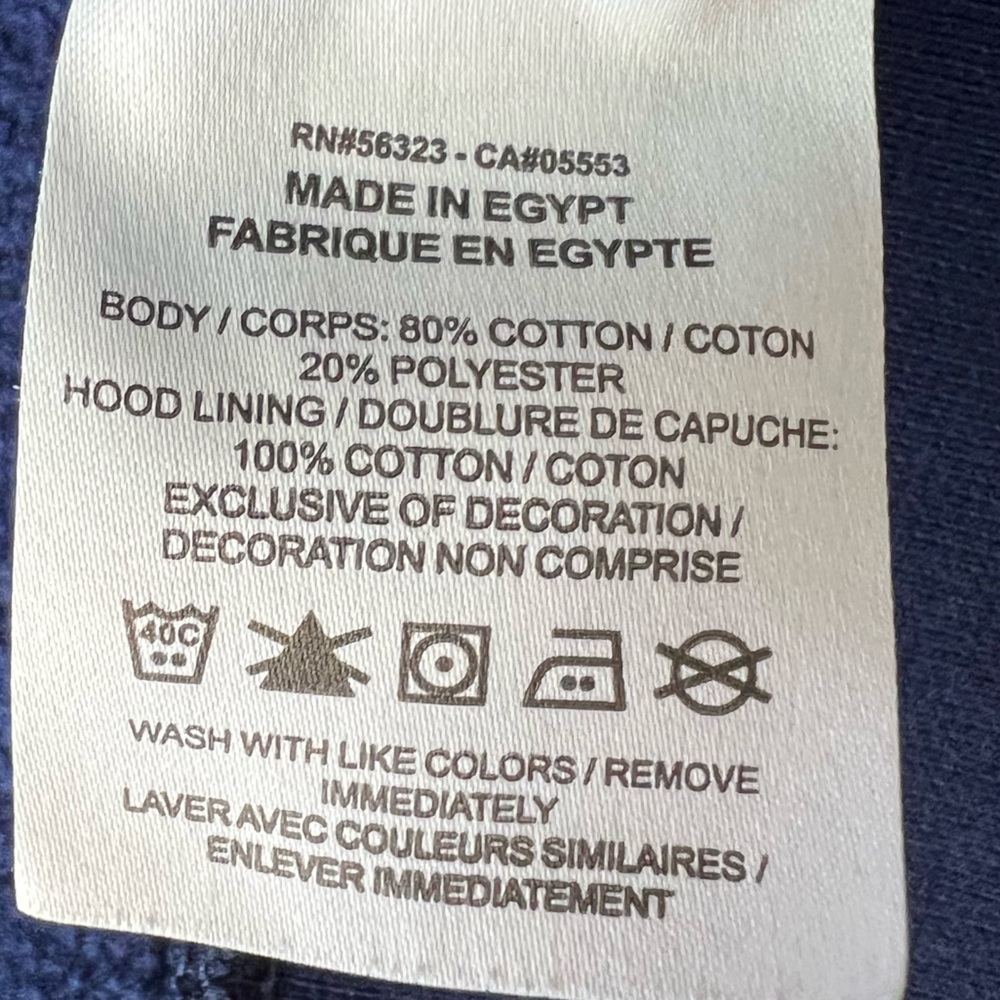 RN#56323 - CA#05553
MADE IN EGYPT
FABRIQUE EN EGYPTE
BODY / CORPS: 80% COTTON / COTON
20% POLYESTER
HOOD LINING / DOUBLURE DE CAPUCHE:
100% COTTON / COTON
EXCLUSIVE OF DECORATION /
DECORATION NON COMPRISE
40C
WASH WITH LIKE COLORS / REMOVE
IMMEDIATELY
LAVER AVEC COULEURS SIMILAIRES /
ENLEVER IMMEDIATEMENT